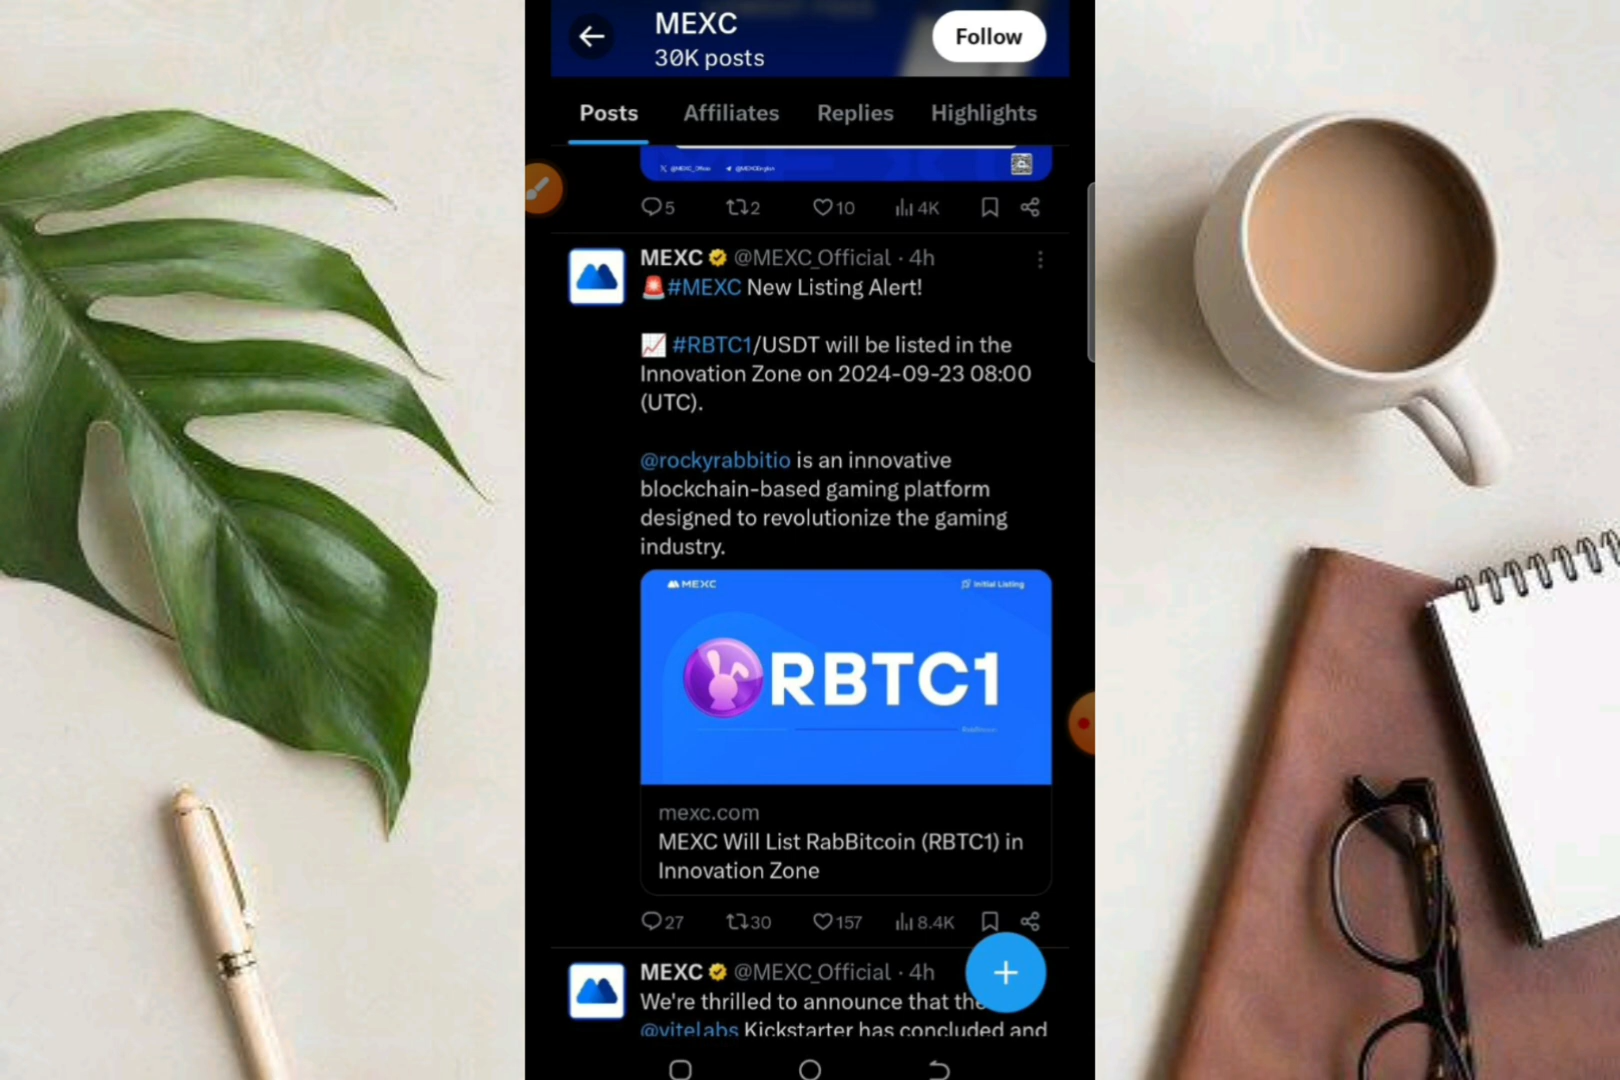 MEXC
30K posts
Follow
Posts Affiliates Replies Highlights
@MEXC_Official @MEXCEnglish
5 2 10 4K
MEXC @MEXC_Official · 4h
#MEXC New Listing Alert!
#RBTC1/USDT will be listed in the
Innovation Zone on 2024-09-23 08:00
(UTC).
@rockyrabbitio is an innovative
blockchain-based gaming platform
designed to revolutionize the gaming
industry.
MEXC Initial Listing
RBTC1
mexc.com
MEXC Will List RabBitcoin (RBTC1) in
Innovation Zone
27 30 157 8.4K
MEXC @MEXC_Official · 4h
We're thrilled to announce that the
@vitelabs Kickstarter has concluded and